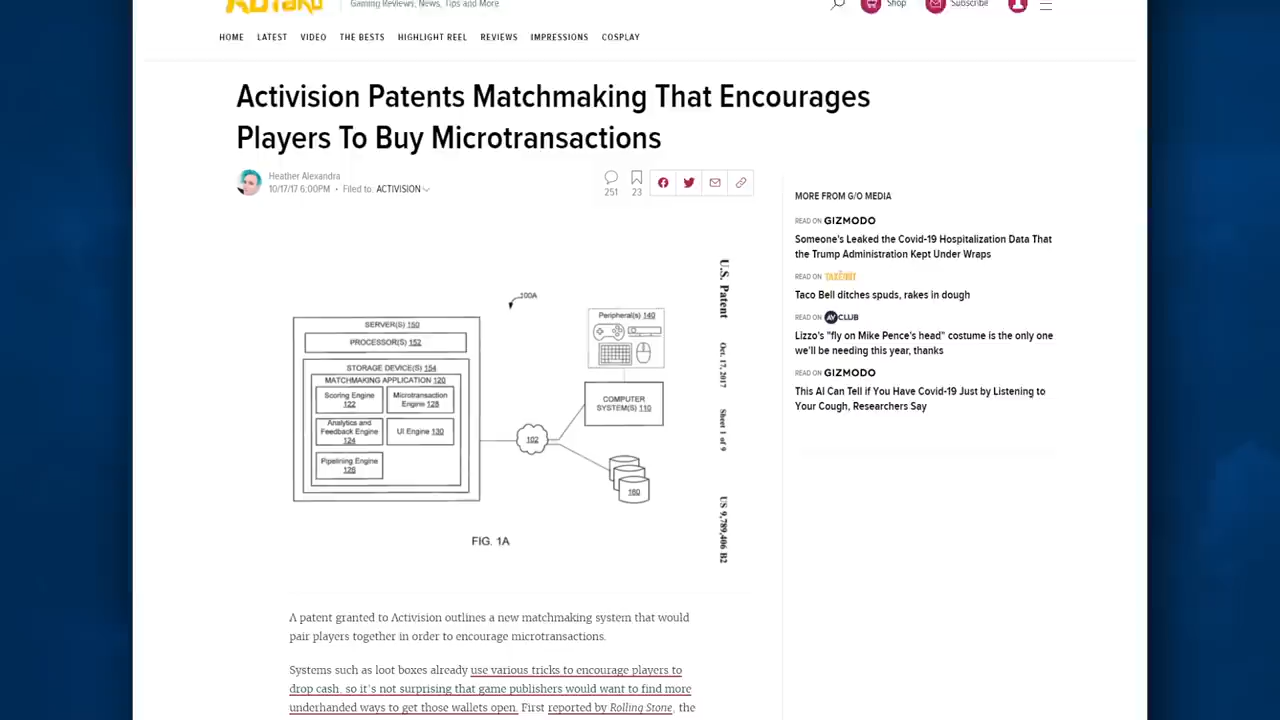 KOTAKU
Gaming Reviews, News, Tips and More
Shop
Subscribe
HOME LATEST VIDEO THE BESTS HIGHLIGHT REEL REVIEWS IMPRESSIONS COSPLAY
Activision Patents Matchmaking That Encourages
Players To Buy Microtransactions
Heather Alexandra
10/17/17 6:00PM • Filed to: ACTIVISION
251
23
100A
SERVER(S) 150
PROCESSOR(S) 152
STORAGE DEVICE(S) 154
MATCHMAKING APPLICATION 120
Scoring Engine
122
Microtransaction
Engine 128
Analytics and
Feedback Engine
124
UI Engine 130
Pipelining Engine
126
102
Peripheral(s) 140
COMPUTER
SYSTEM(S) 110
160
FIG. 1A
U.S. Patent
Oct. 17, 2017
Sheet 1 of 9
US 9,789,406 B2
A patent granted to Activision outlines a new matchmaking system that would
pair players together in order to encourage microtransactions.
Systems such as loot boxes already use various tricks to encourage players to
drop cash, so it's not surprising that game publishers would want to find more
underhanded ways to get those wallets open. First reported by Rolling Stone, the
MORE FROM G/O MEDIA
READ ON GIZMODO
Someone's Leaked the Covid-19 Hospitalization Data That
the Trump Administration Kept Under Wraps
READ ON
Taco Bell ditches spuds, rakes in dough
READ ON AV CLUB
Lizzo's "fly on Mike Pence's head" costume is the only one
we'll be needing this year, thanks
READ ON GIZMODO
This AI Can Tell if You Have Covid-19 Just by Listening to
Your Cough, Researchers Say